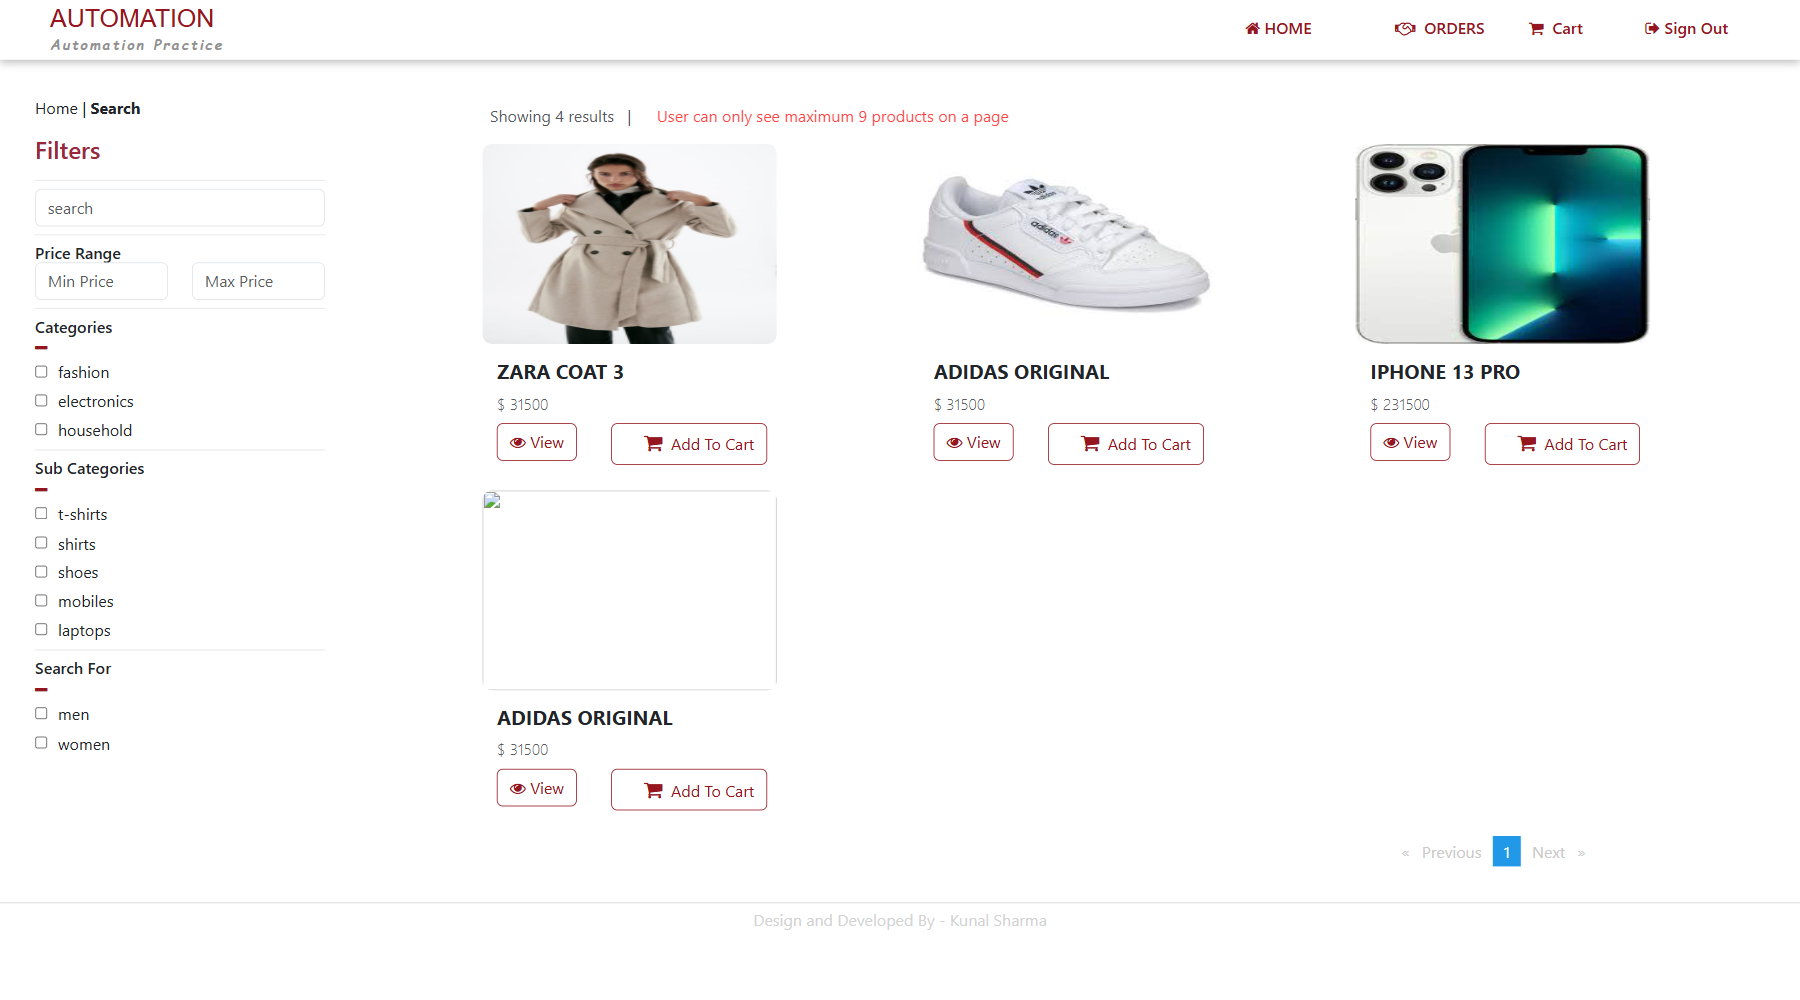 AUTOMATION
Automation Practice
HOME
ORDERS
Cart
Sign Out
Home | Search
Showing 4 results |
User can only see maximum 9 products on a page
Filters
search
Price Range
Min Price
Max Price
Categories
fashion
electronics
household
Sub Categories
t-shirts
shirts
shoes
mobiles
laptops
Search For
men
women
ZARA COAT 3
$ 31500
View
Add To Cart
adidas
adidas
ADIDAS ORIGINAL
$ 31500
View
Add To Cart
IPHONE 13 PRO
$ 231500
View
Add To Cart
ADIDAS ORIGINAL
$ 31500
View
Add To Cart
« Previous 1 Next »
Design and Developed By - Kunal Sharma